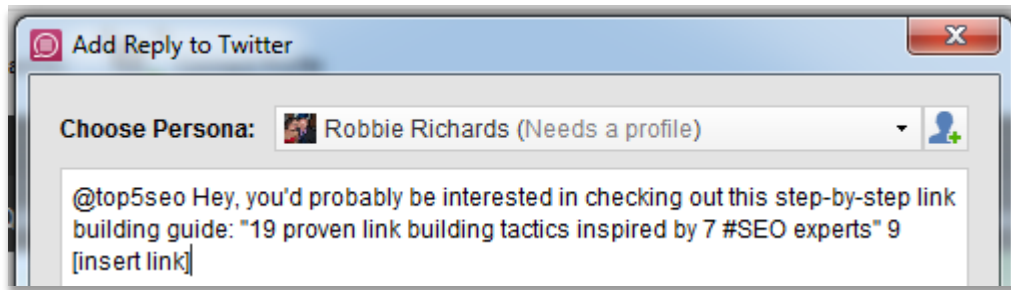 Add Reply to Twitter
Choose Persona: Robbie Richards (Needs a profile)
@top5seo Hey, you'd probably be interested in checking out this step-by-step link
building guide: "19 proven link building tactics inspired by 7 #SEO experts" 9
[insert link]